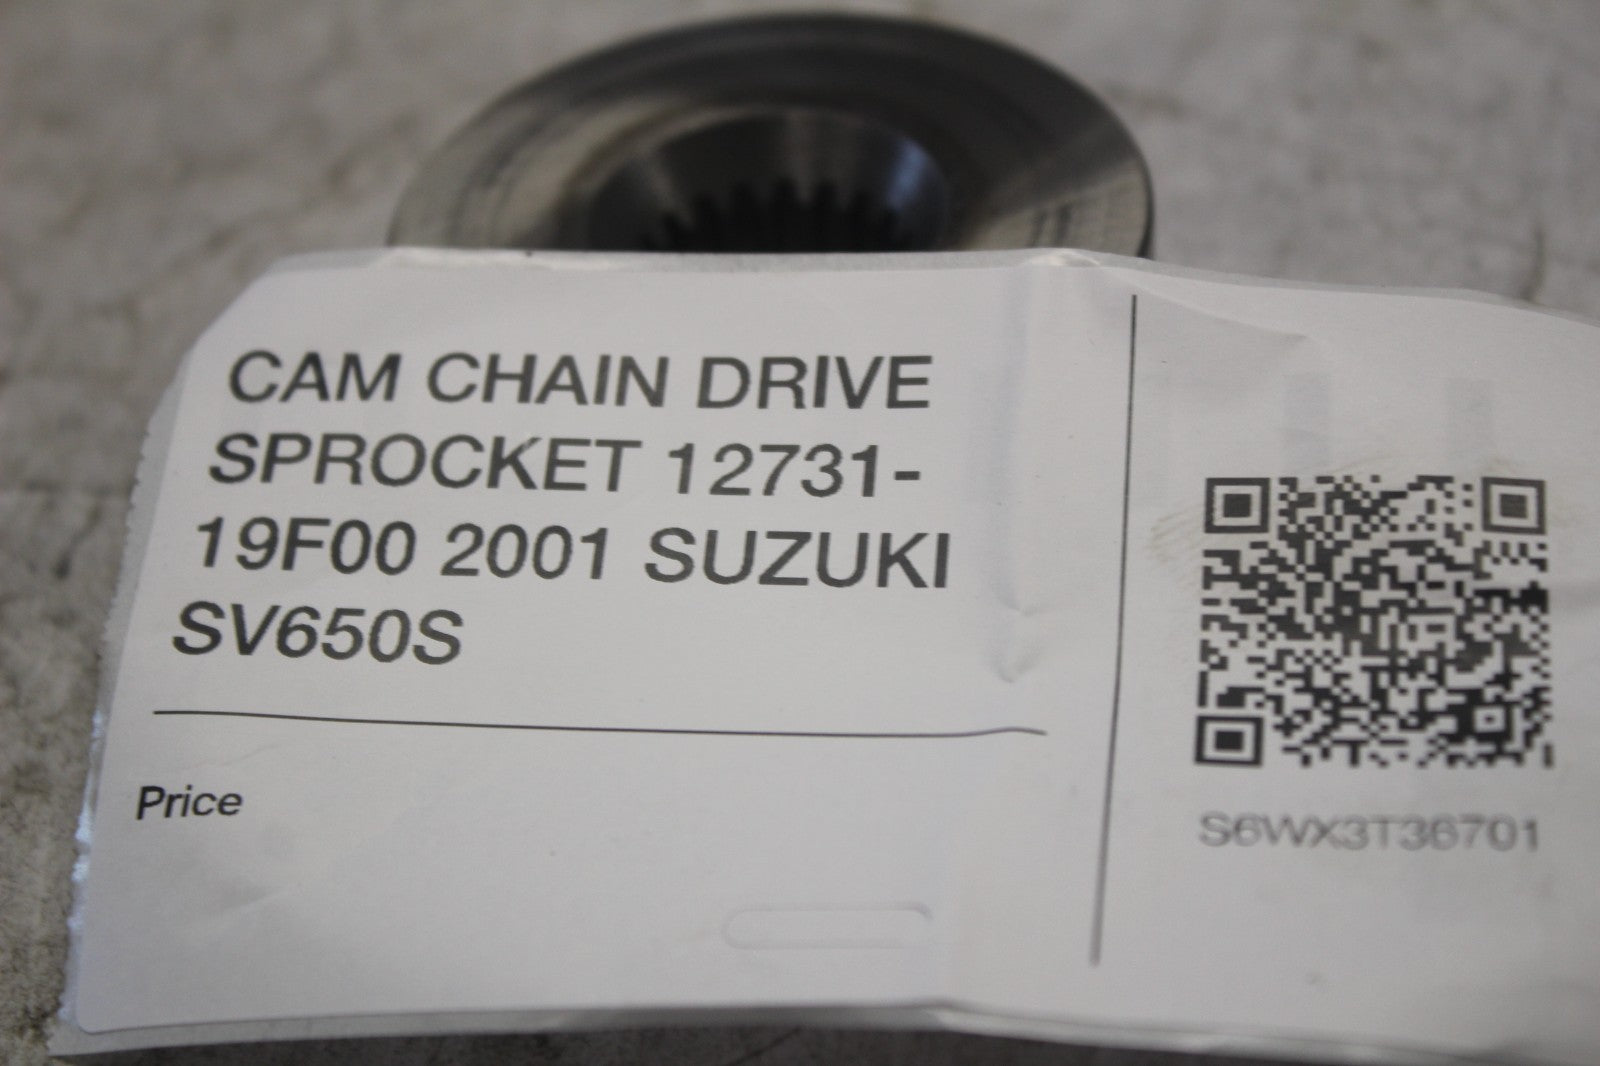 CAM CHAIN DRIVE
SPROCKET 12731-
19F00 2001 SUZUKI
SV650S
Price
S6WX3T36701